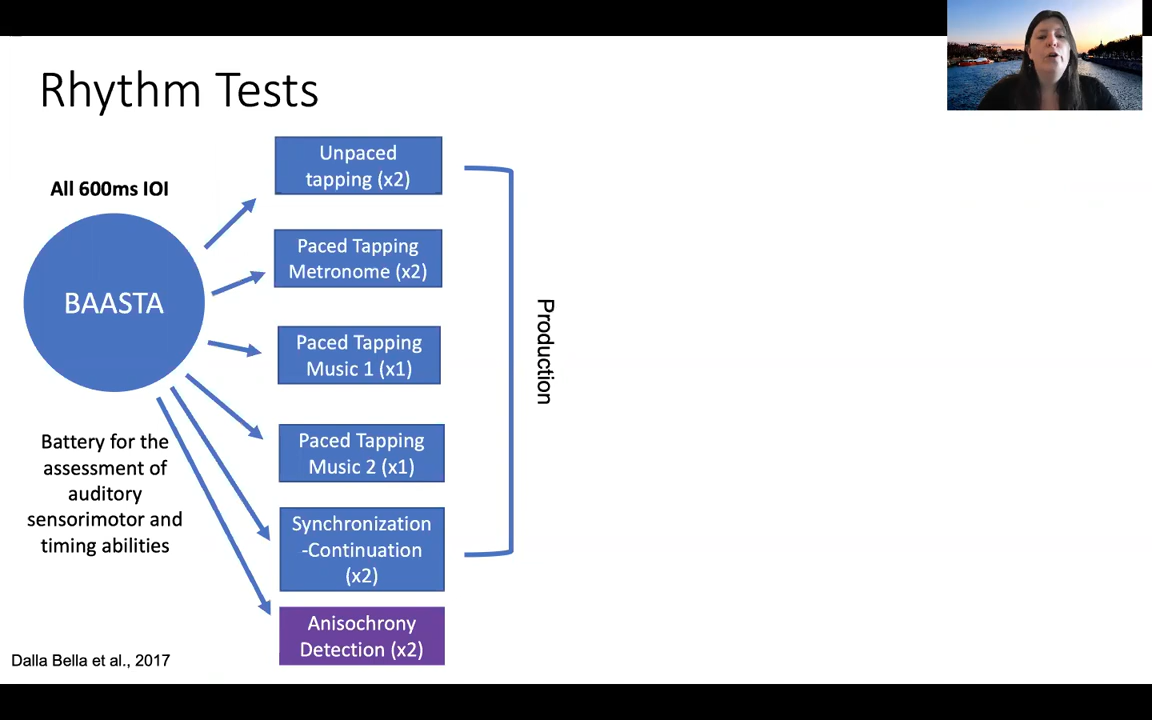 Rhythm Tests
All 600ms IOI
BAASTA
Battery for the
assessment of
auditory
sensorimotor and
timing abilities
Dalla Bella et al., 2017
Unpaced
tapping (x2)
Paced Tapping
Metronome (x2)
Paced Tapping
Music 1 (x1)
Paced Tapping
Music 2 (x1)
Synchronization
-Continuation
(x2)
Anisochrony
Detection (x2)
Production